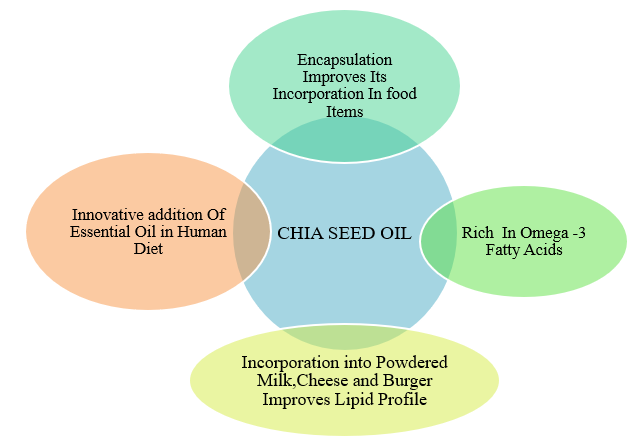 Encapsulation
Improves Its
Incorporation In food
Items
Innovative addition Of
Essential Oil in Human
Diet
CHIA SEED OIL
Rich In Omega -3
Fatty Acids
Incorporation into Powdered
Milk,Cheese and Burger
Improves Lipid Profile